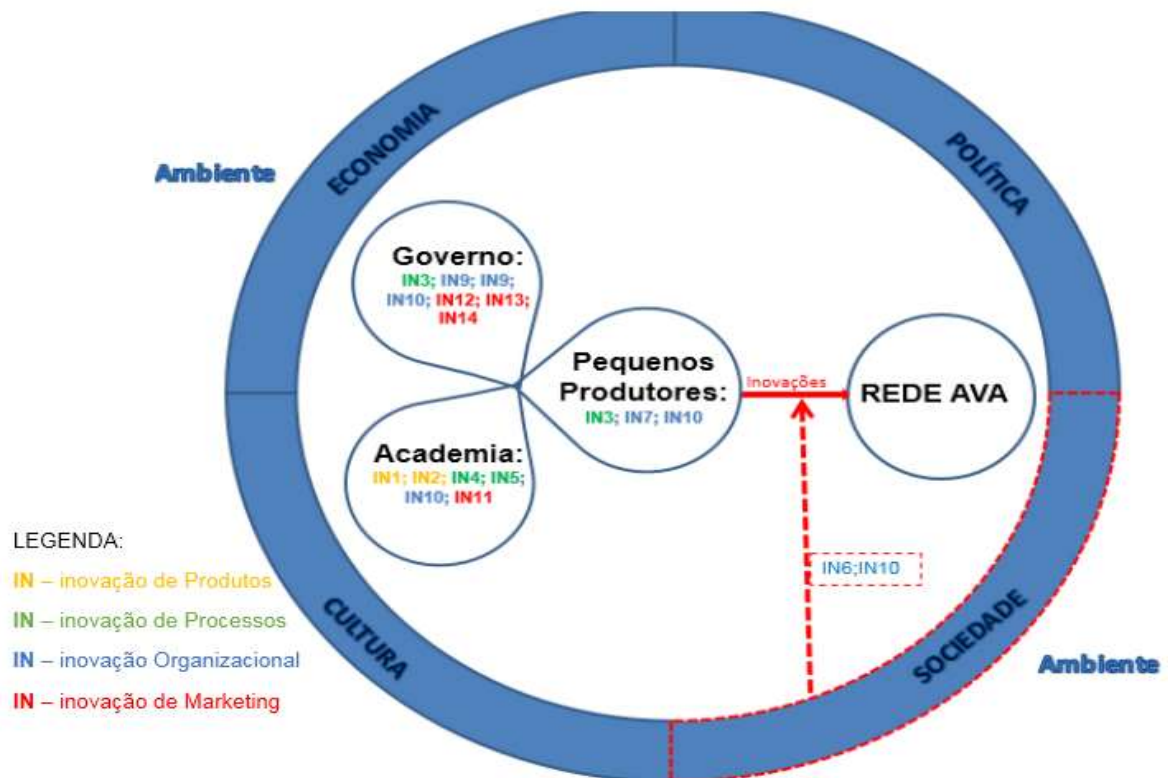 ECONOMIA
POLÍTICA
Ambiente
Governo:
IN3; IN9; IN9;
IN10; IN12; IN13;
IN14
Pequenos
Produtores:
IN3; IN7; IN10
Inovações
REDE AVA
Academia:
IN1; IN2; IN4; IN5;
IN10; IN11
LEGENDA:
IN – inovação de Produtos
IN – inovação de Processos
IN – inovação Organizacional
IN – inovação de Marketing
IN6;IN10
CULTURA
SOCIEDADE
Ambiente